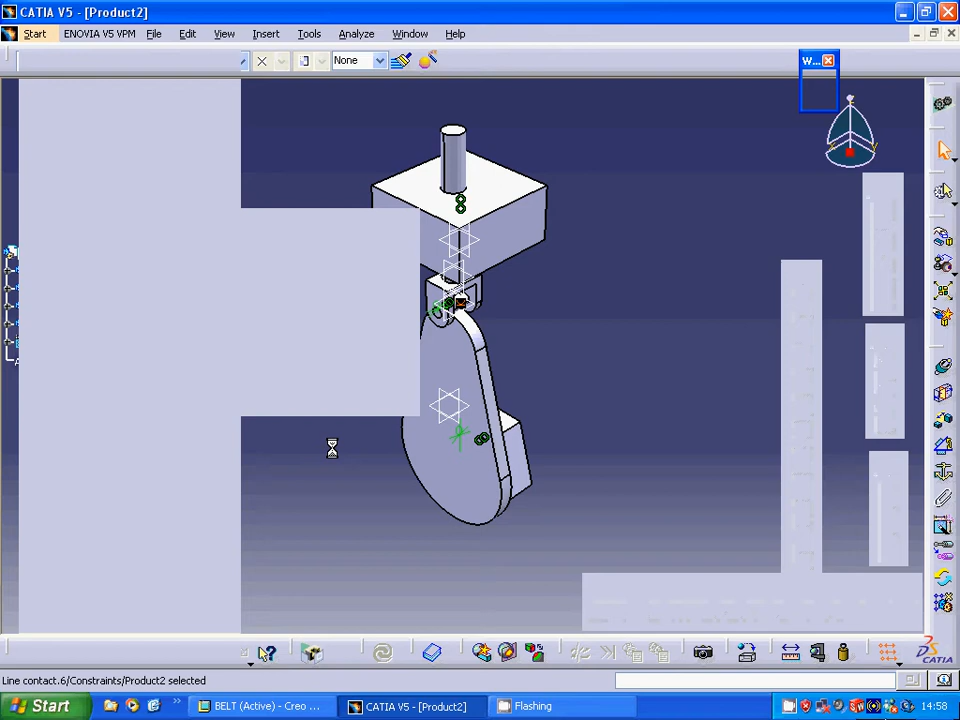 CATIA V5 - [Product2]
Start ENOVIA V5 VPM File Edit View Insert Tools Analyze Window Help
None
W...
Line contact.6/Constraints/Product2 selected
CATIA
Start BELT (Active) - Creo ... CATIA V5 - [Product2] Flashing 14:58